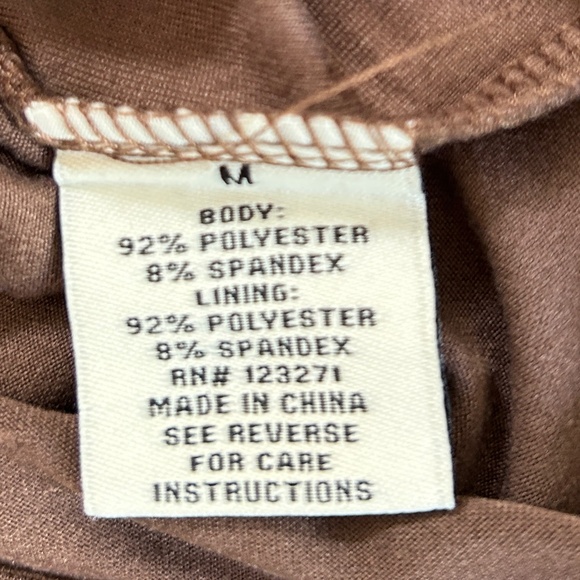 M
BODY:
92% POLYESTER
8% SPANDEX
LINING:
92% POLYESTER
8% SPANDEX
RN# 123271
MADE IN CHINA
SEE REVERSE
FOR CARE
INSTRUCTIONS